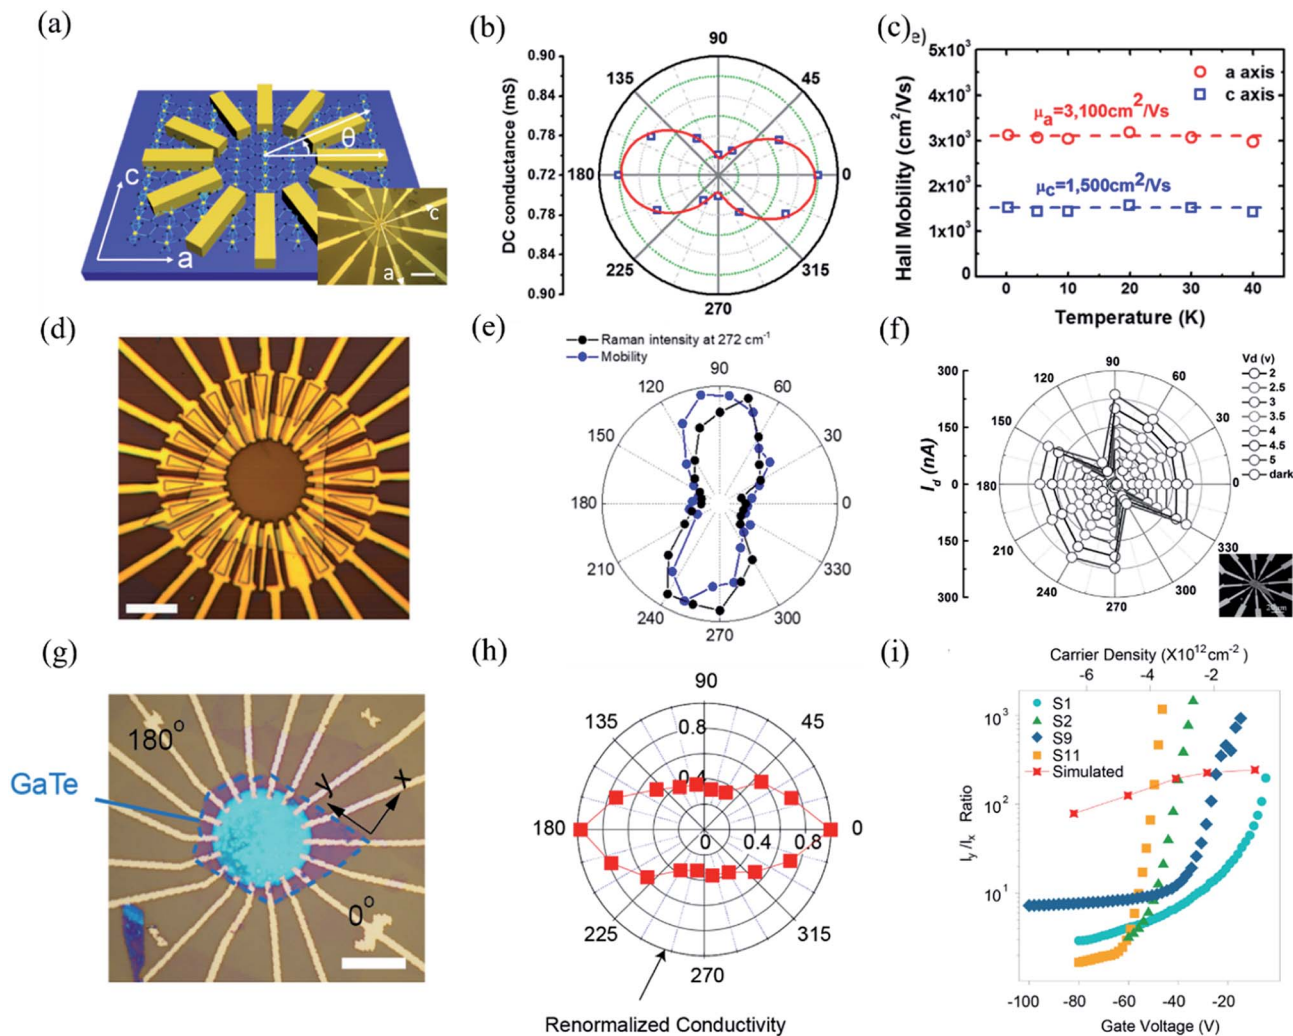 (a)
θ
c
a
c
a
(b)
DC conductance (mS)
0.90
0.84
0.78
0.72
0.78
0.84
0.90
90
135
45
180
0
225
315
270
(c)
e)
Hall Mobility (cm²/Vs)
5x10³
4x10³
3x10³
2x10³
1x10³
0
a axis
c axis
μa=3,100cm²/Vs
μc=1,500cm²/Vs
0
10
20
30
40
Temperature (K)
(d)
(e)
Raman intensity at 272 cm⁻¹
Mobility
90
120
60
150
30
180
0
210
330
240
300
270
(f)
Id (nA)
300
150
0
150
300
90
120
60
150
30
180
0
210
330
240
300
270
Vd (v)
2
2.5
3
3.5
4
4.5
5
dark
(g)
180°
GaTe
y
x
0°
(h)
90
135
45
0.8
0.4
180
0
0
0.4
0.8
225
315
270
Renormalized Conductivity
(i)
Carrier Density (X10¹²cm⁻²)
-6
-4
-2
S1
S2
S9
S11
Simulated
Iy/Ix Ratio
10³
10²
10¹
-100
-80
-60
-40
-20
0
Gate Voltage (V)